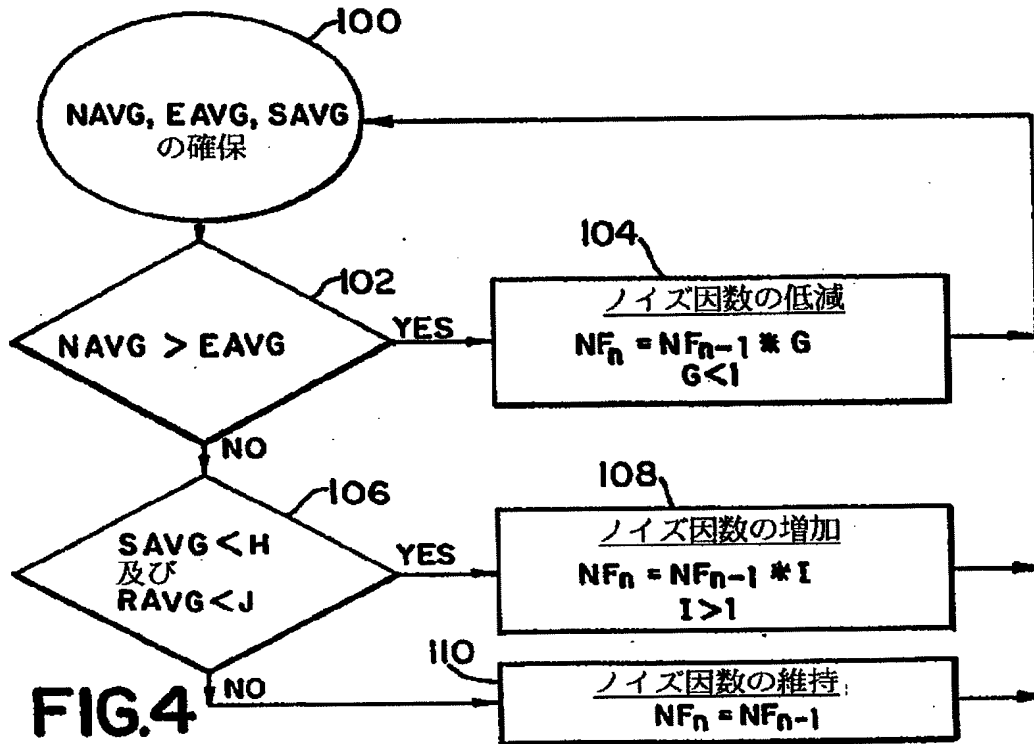 100
NAVG, EAVG, SAVG
の確保
102
NAVG > EAVG
YES
104
ノイズ因数の低減
NFn = NFn-1 * G
G<1
NO
106
SAVG < H
及び
RAVG < J
YES
108
ノイズ因数の増加
NFn = NFn-1 * I
I>1
NO
110
ノイズ因数の維持
NFn = NFn-1
FIG.4